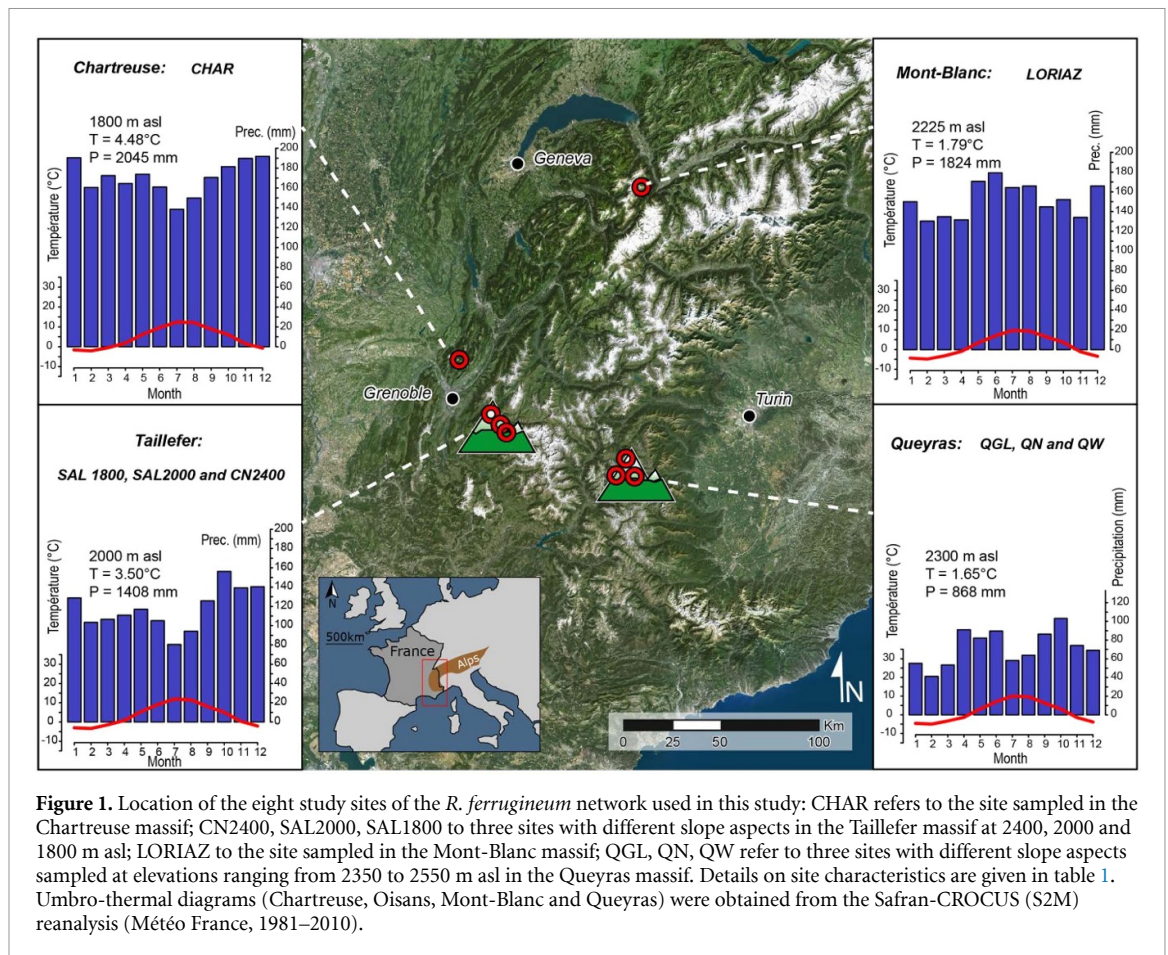 Chartreuse: CHAR
1800 m asl
T = 4.48°C
P = 2045 mm
Prec. (mm)
Température (°C)
200
180
160
140
120
100
80
60
40
20
0
30
20
10
0
-10
1 2 3 4 5 6 7 8 9 10 11 12
Month
Mont-Blanc: LORIAZ
2225 m asl
T = 1.79°C
P = 1824 mm
Prec. (mm)
Température (°C)
200
180
160
140
120
100
80
60
40
20
0
30
20
10
0
-10
1 2 3 4 5 6 7 8 9 10 11 12
Month
Taillefer:
SAL 1800, SAL2000 and CN2400
2000 m asl
T = 3.50°C
P = 1408 mm
Prec. (mm)
Température (°C)
200
180
160
140
120
100
80
60
40
20
0
30
20
10
0
-10
1 2 3 4 5 6 7 8 9 10 11 12
Month
Queyras: QGL, QN and QW
2300 m asl
T = 1.65°C
P = 868 mm
Precipitation (mm)
Température (°C)
120
100
80
60
40
20
0
30
20
10
0
-10
1 2 3 4 5 6 7 8 9 10 11 12
Month
Geneva
Grenoble
Turin
N
500km
France
Alps
N
Km
0 25 50 100
Figure 1. Location of the eight study sites of the R. ferrugineum network used in this study: CHAR refers to the site sampled in the
Chartreuse massif; CN2400, SAL2000, SAL1800 to three sites with different slope aspects in the Taillefer massif at 2400, 2000 and
1800 m asl; LORIAZ to the site sampled in the Mont-Blanc massif; QGL, QN, QW refer to three sites with different slope aspects
sampled at elevations ranging from 2350 to 2550 m asl in the Queyras massif. Details on site characteristics are given in table 1.
Umbro-thermal diagrams (Chartreuse, Oisans, Mont-Blanc and Queyras) were obtained from the Safran-CROCUS (S2M)
reanalysis (Météo France, 1981–2010).